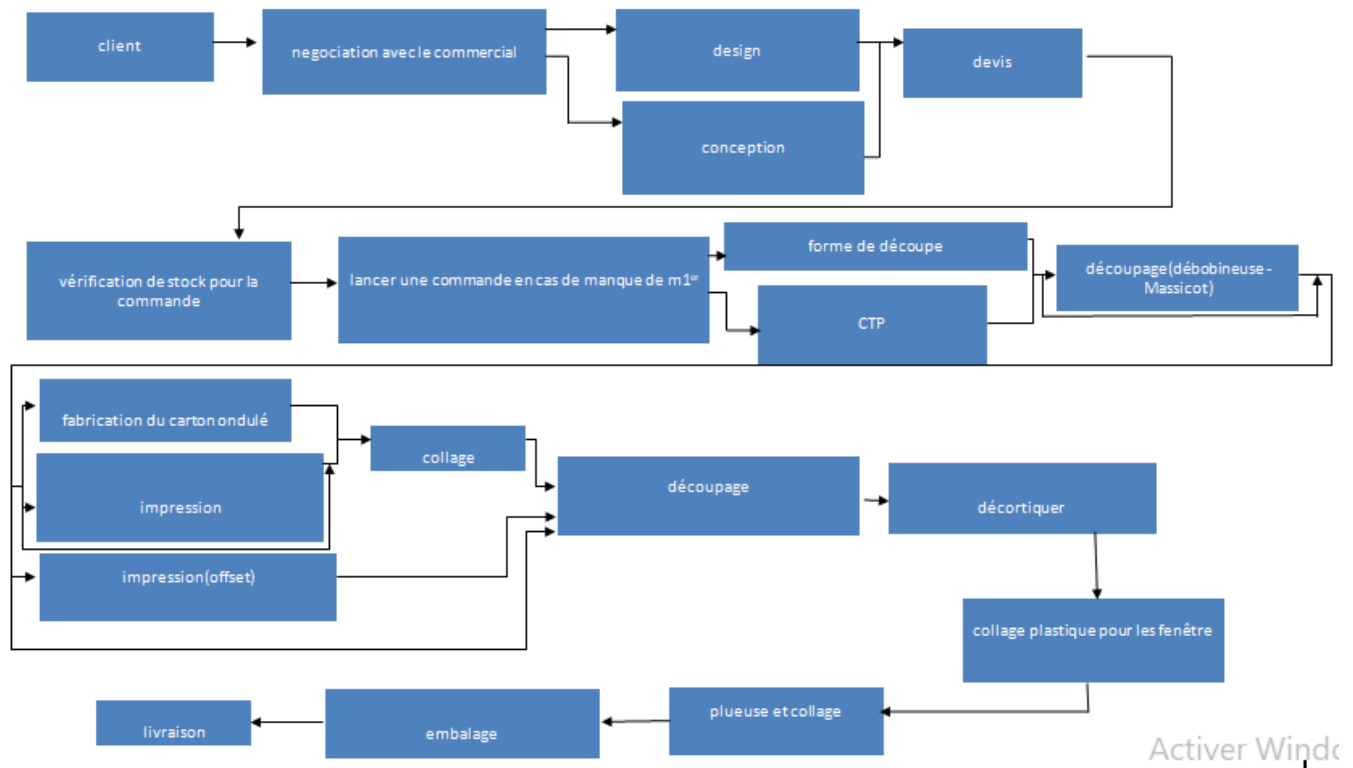 client
negociation avec le commercial
design
devis
conception
vérification de stock pour la
commande
lancer une commande en cas de manque de m1er
forme de découpe
CTP
découpage(débobineuse -
Massicot)
fabrication du carton ondulé
impression
impression(offset)
collage
découpage
décortiquer
collage plastique pour les fenêtre
plueuse et collage
embalage
livraison
Activer Windo